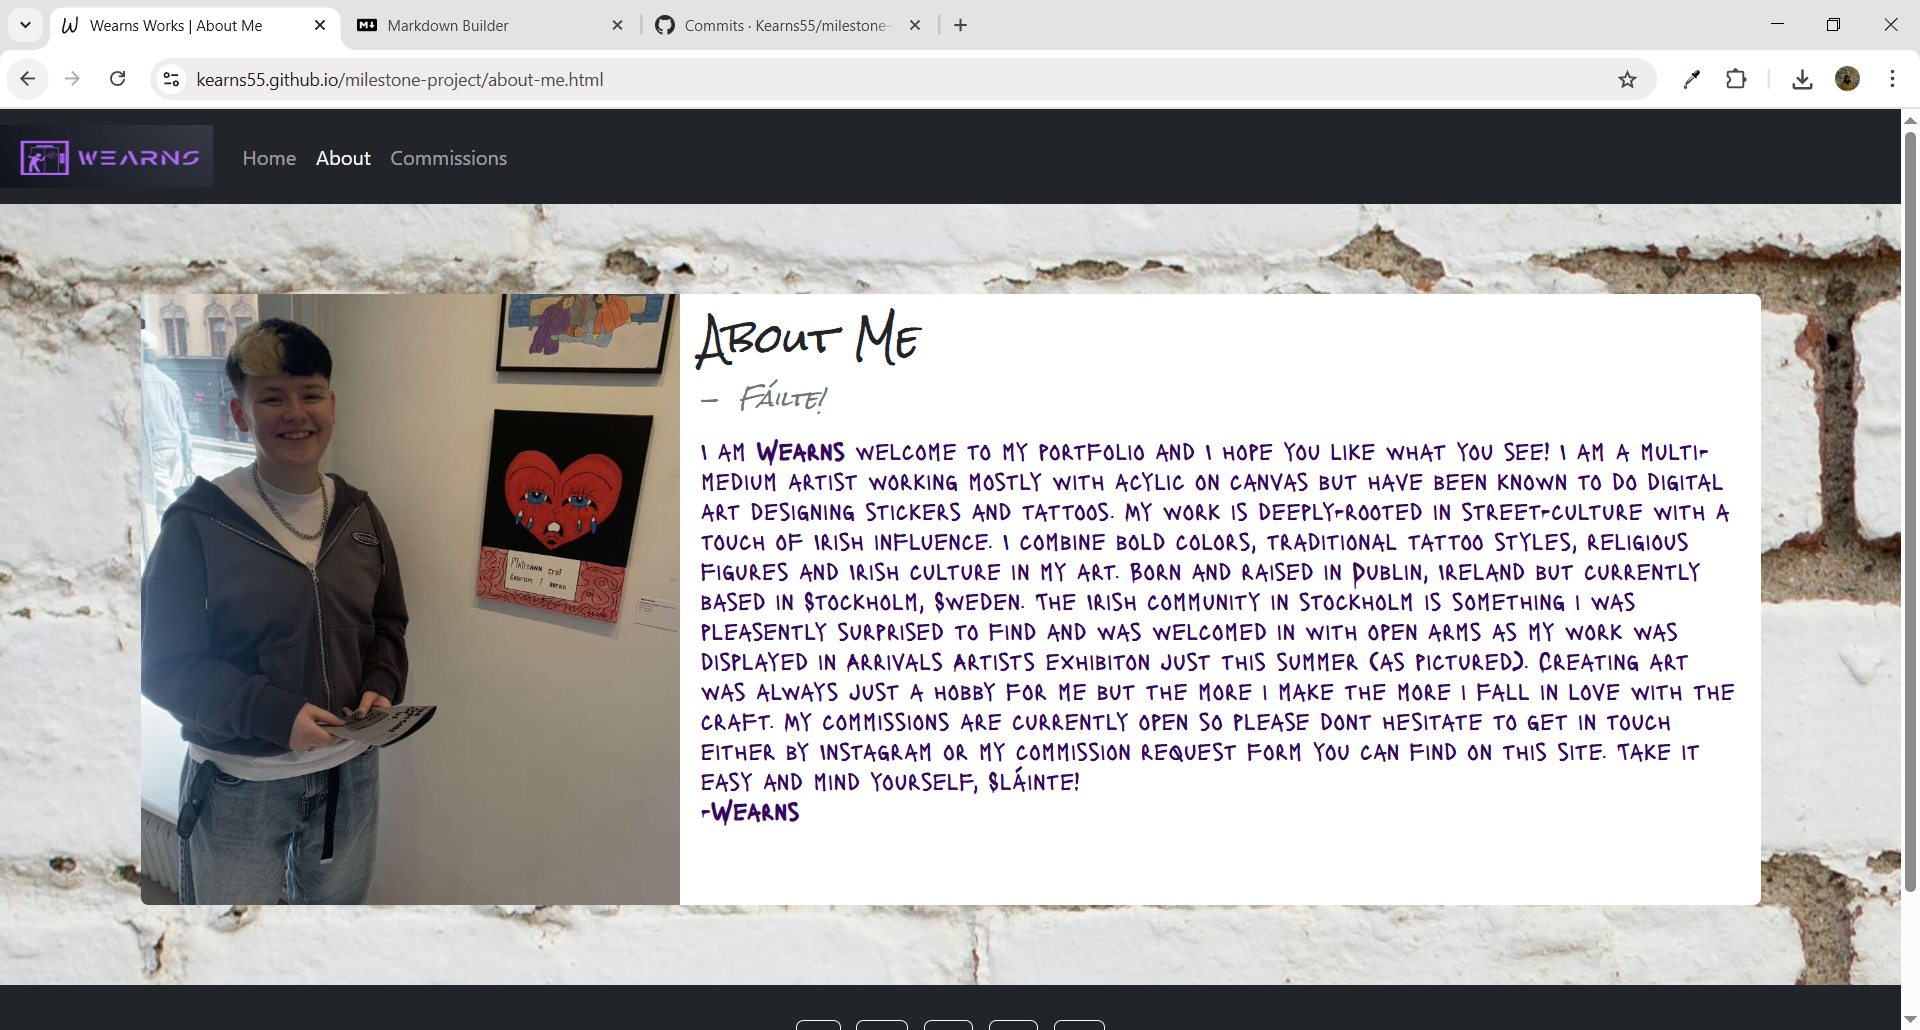 Wearns Works | About Me
Markdown Builder
Commits · Kearns55/milestone-
kearns55.github.io/milestone-project/about-me.html
WEARNS
Home
About
Commissions
About Me
— Fáilte!
I am Wearns welcome to my portfolio and I hope you like what you see! I am a multi-
medium artist working mostly with acylic on canvas but have been known to do digital
art designing stickers and tattoos. My work is deeply-rooted in street-culture with a
touch of Irish influence. I combine bold colors, traditional tattoo styles, religious
figures and Irish culture in my art. Born and raised in Dublin, Ireland but currently
based in Stockholm, Sweden. The Irish community in Stockholm is something I was
pleasently surprised to find and was welcomed in with open arms as my work was
displayed in Arrivals Artists exhibiton just this summer (as pictured). Creating art
was always just a hobby for me but the more I make the more I fall in love with the
craft. My commissions are currently open so please dont hesitate to get in touch
either by instagram or my commission request form you can find on this site. Take it
easy and mind yourself, Sláinte!
-Wearns